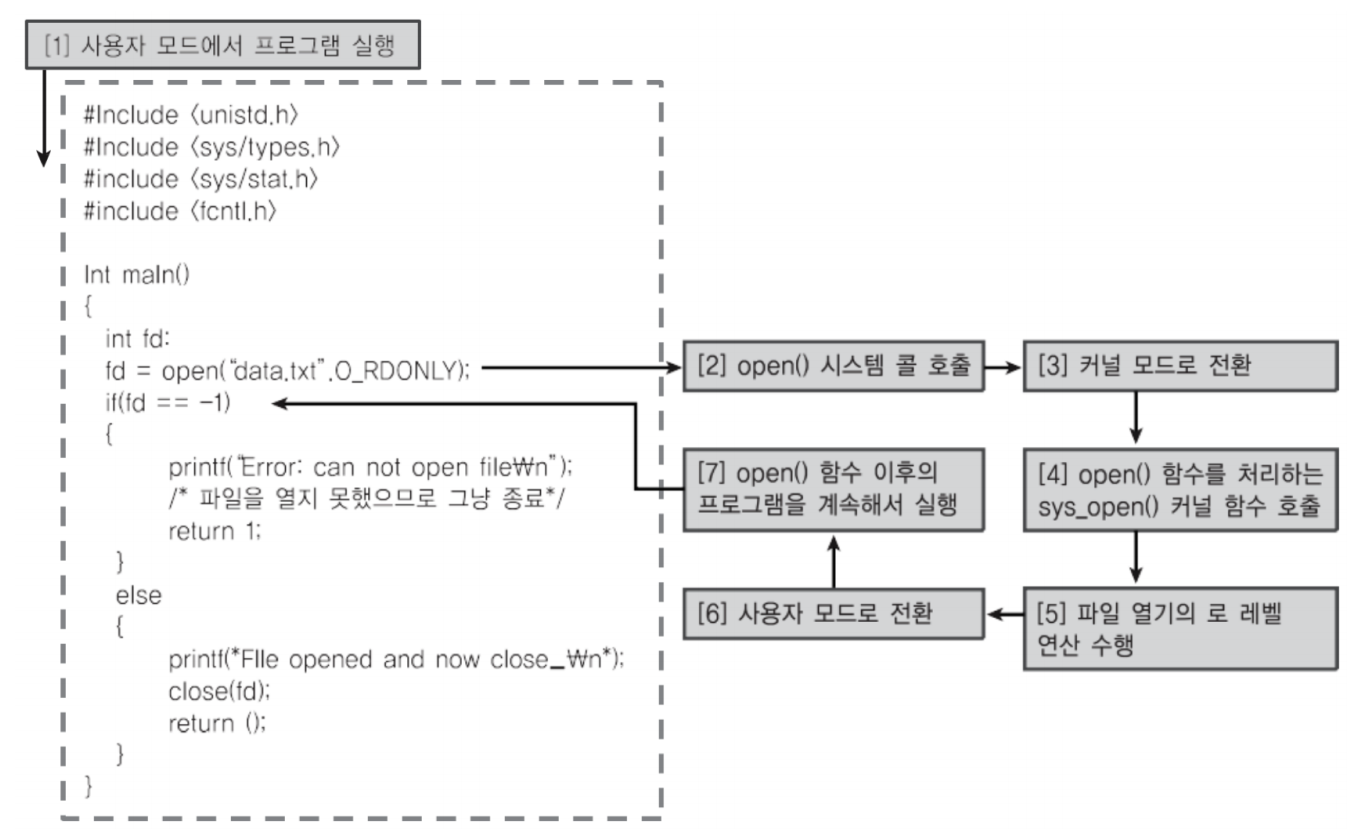 [1] 사용자 모드에서 프로그램 실행
#Include <unistd.h>
#Include <sys/types.h>
#include <sys/stat.h>
#include <fcntl.h>
Int maIn()
{
int fd:
fd = open("data.txt".O_RDONLY);
if(fd == -1)
{
printf("Error: can not open file₩n");
/* 파일을 열지 못했으므로 그냥 종료*/
return 1;
}
else
{
printf(*FIle opened and now close_₩n*);
close(fd);
return ();
}
}
[2] open() 시스템 콜 호출
[3] 커널 모드로 전환
[4] open() 함수를 처리하는
sys_open() 커널 함수 호출
[5] 파일 열기의 로 레벨
연산 수행
[6] 사용자 모드로 전환
[7] open() 함수 이후의
프로그램을 계속해서 실행